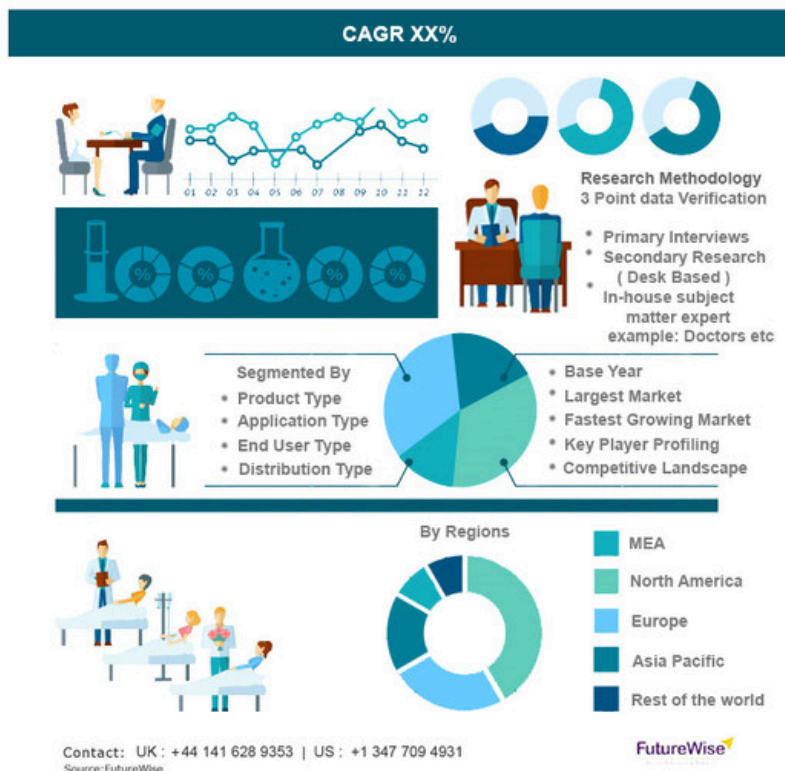 CAGR XX%
01 02 03 04 05 06 07 08 09 10 11 12
% % % %
Research Methodology
3 Point data Verification
* Primary Interviews
* Secondary Research
( Desk Based )
* In-house subject
matter expert
example: Doctors etc
Segmented By
* Product Type
* Application Type
* End User Type
* Distribution Type
* Base Year
* Largest Market
* Fastest Growing Market
* Key Player Profiling
* Competitive Landscape
By Regions
MEA
North America
Europe
Asia Pacific
Rest of the world
Contact: UK : +44 141 628 9353 | US : +1 347 709 4931
Source:FutureWise
FutureWise